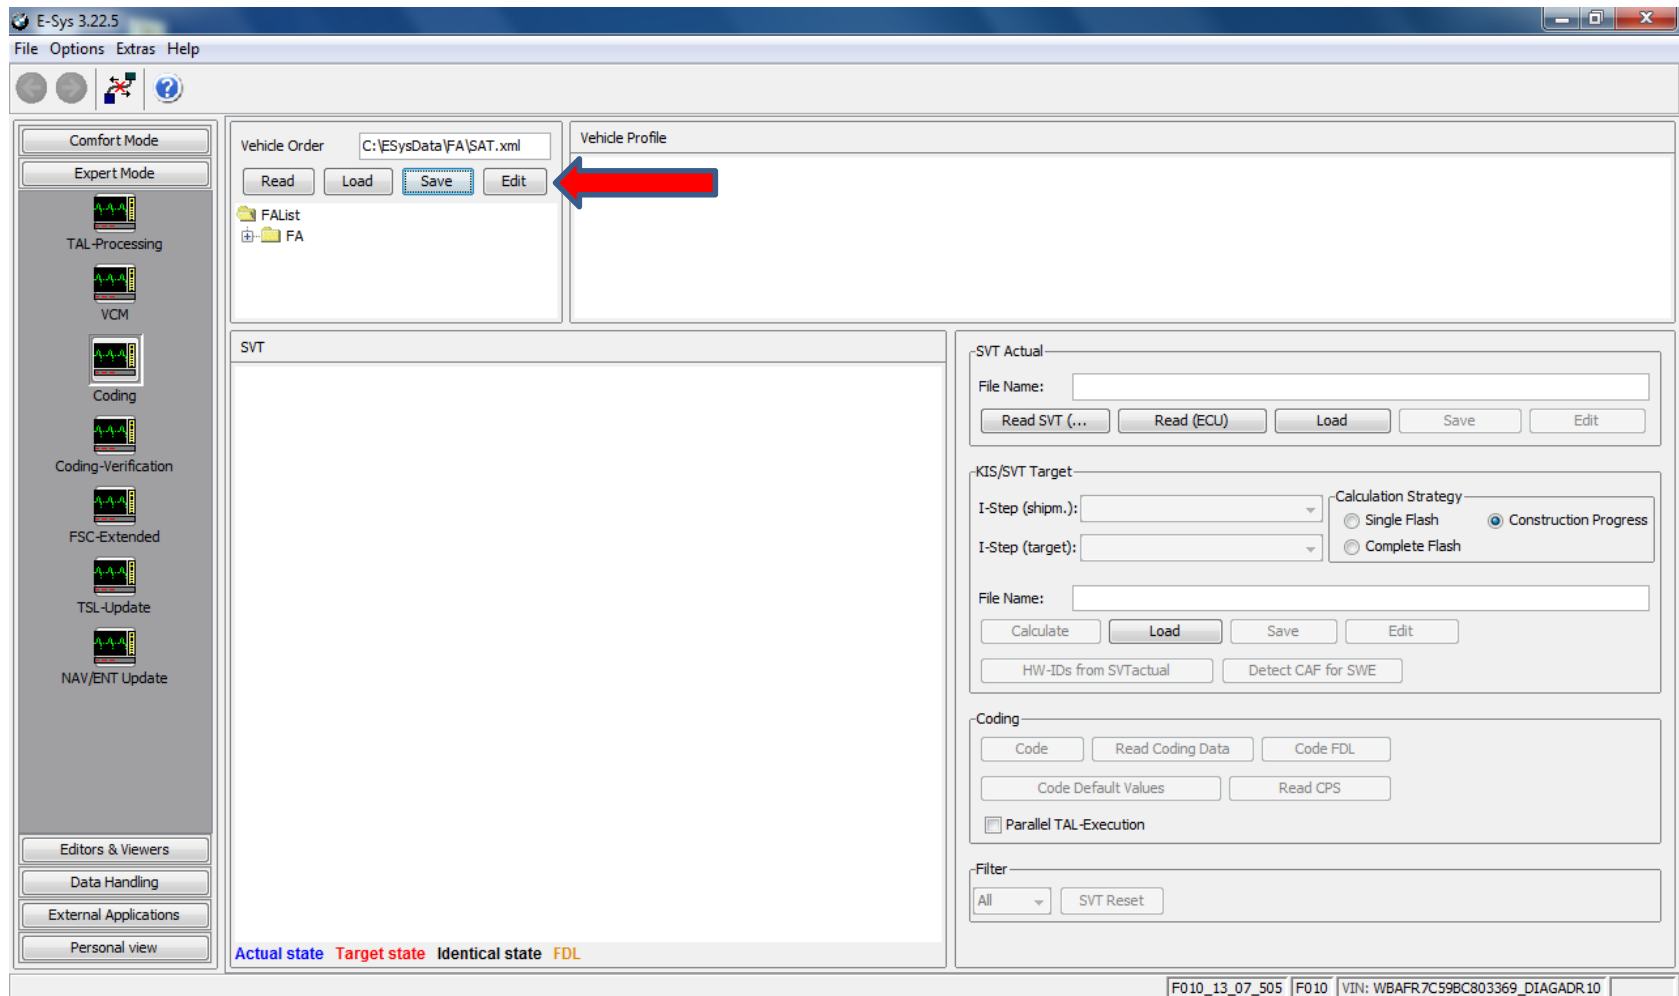 E-Sys 3.22.5
File Options Extras Help
Comfort Mode
Expert Mode
TAL-Processing
VCM
Coding
Coding-Verification
FSC-Extended
TSL-Update
NAV/ENT Update
Editors & Viewers
Data Handling
External Applications
Personal view
Vehicle Order C:\ESysData\FA\SAT.xml
Read Load Save Edit
FAList
FA
Vehicle Profile
SVT
Actual state Target state Identical state FDL
SVT Actual
File Name:
Read SVT (... Read (ECU) Load Save Edit
KIS/SVT Target
I-Step (shipm.):
I-Step (target):
Calculation Strategy
Single Flash Construction Progress
Complete Flash
File Name:
Calculate Load Save Edit
HW-IDs from SVTactual Detect CAF for SWE
Coding
Code Read Coding Data Code FDL
Code Default Values Read CPS
Parallel TAL-Execution
Filter
All SVT Reset
F010_13_07_505 F010 VIN: WBAFR7C59BC803369_DIAGADR10